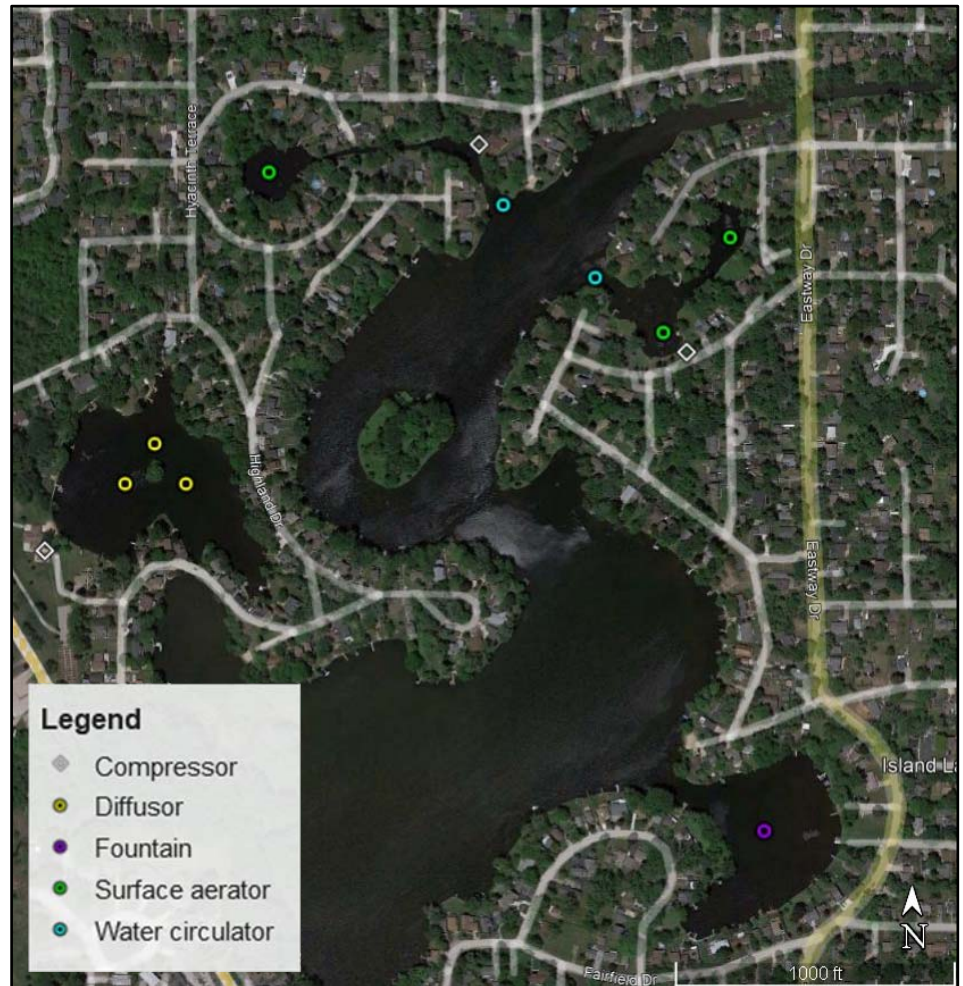 Hyacinth Terrace
Eastway Dr
Highland Dr
Eastway Dr
Legend
Compressor
Diffusor
Fountain
Surface aerator
Water circulator
Island
N
1000 ft
Fairfield Dr